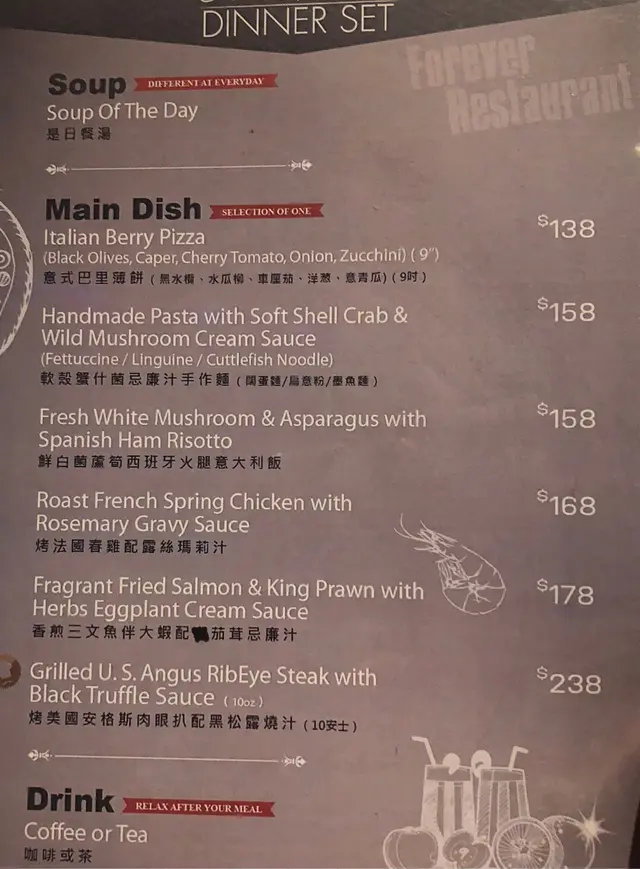 DINNER SET
Forever
Restaurant
Soup DIFFERENT AT EVERYDAY
Soup Of The Day
是日餐湯
Main Dish SELECTION OF ONE
Italian Berry Pizza $138
(Black Olives, Caper, Cherry Tomato, Onion, Zucchini) ( 9")
意式巴里薄餅 (黑水欖、水瓜柳、車厘茄、洋葱、意青瓜) (9吋)
Handmade Pasta with Soft Shell Crab & $158
Wild Mushroom Cream Sauce
(Fettuccine / Linguine / Cuttlefish Noodle)
軟殼蟹什菌忌廉汁手作麵 (闊蛋麵/扁意粉/墨魚麵)
Fresh White Mushroom & Asparagus with $158
Spanish Ham Risotto
鮮白菌蘆筍西班牙火腿意大利飯
Roast French Spring Chicken with $168
Rosemary Gravy Sauce
烤法國春雞配露絲瑪莉汁
Fragrant Fried Salmon & King Prawn with $178
Herbs Eggplant Cream Sauce
香煎三文魚伴大蝦配茄茸忌廉汁
Grilled U. S. Angus RibEye Steak with $238
Black Truffle Sauce ( 10oz )
烤美國安格斯肉眼扒配黑松露燒汁 (10安士)
Drink RELAX AFTER YOUR MEAL
Coffee or Tea
咖啡或茶